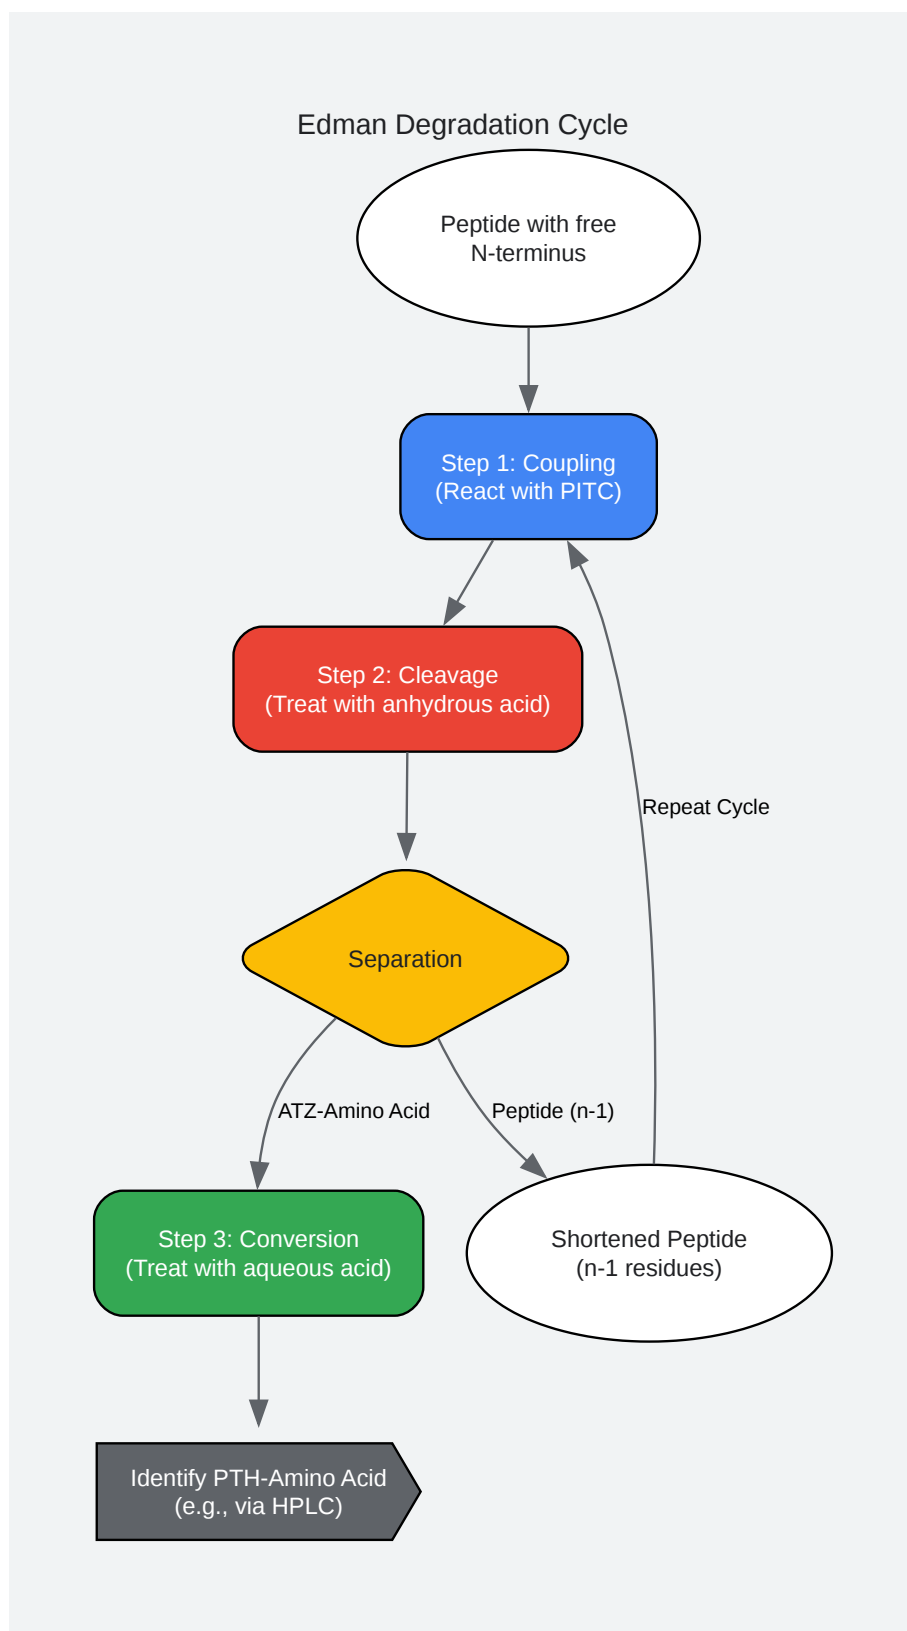 Edman Degradation Cycle
Peptide with free
N-terminus
Step 1: Coupling
(React with PITC)
Step 2: Cleavage
(Treat with anhydrous acid)
Repeat Cycle
Separation
ATZ-Amino Acid
Peptide (n-1)
Step 3: Conversion
(Treat with aqueous acid)
Shortened Peptide
(n-1 residues)
Identify PTH-Amino Acid
(e.g., via HPLC)